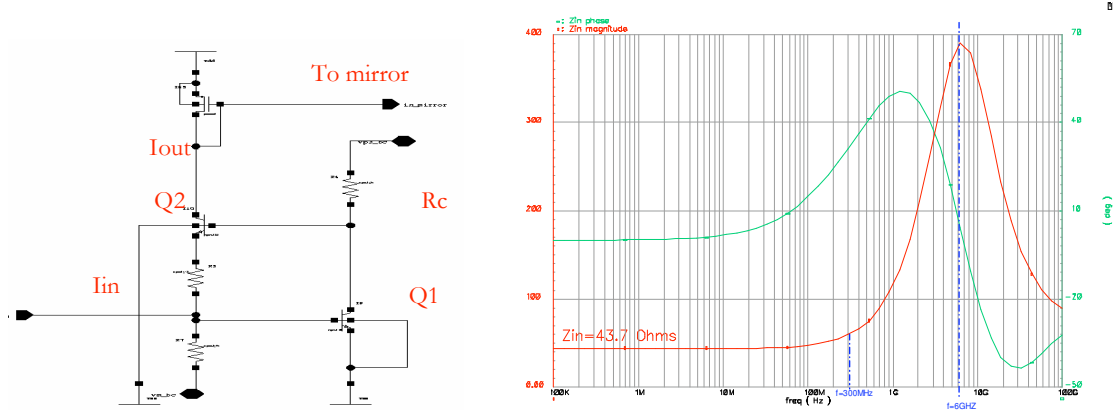 To mirror
in_mirror
Iout
Q2
Rc
Iin
Q1
Zin phase
Zin magnitude
400
300
200
100
0.00
70
40
10
-70
-50
( deg )
Zin=43.7 Ohms
100K
1M
10M
100M
1G
10G
100G
freq ( Hz )
f=300MHz
f=6GHZ